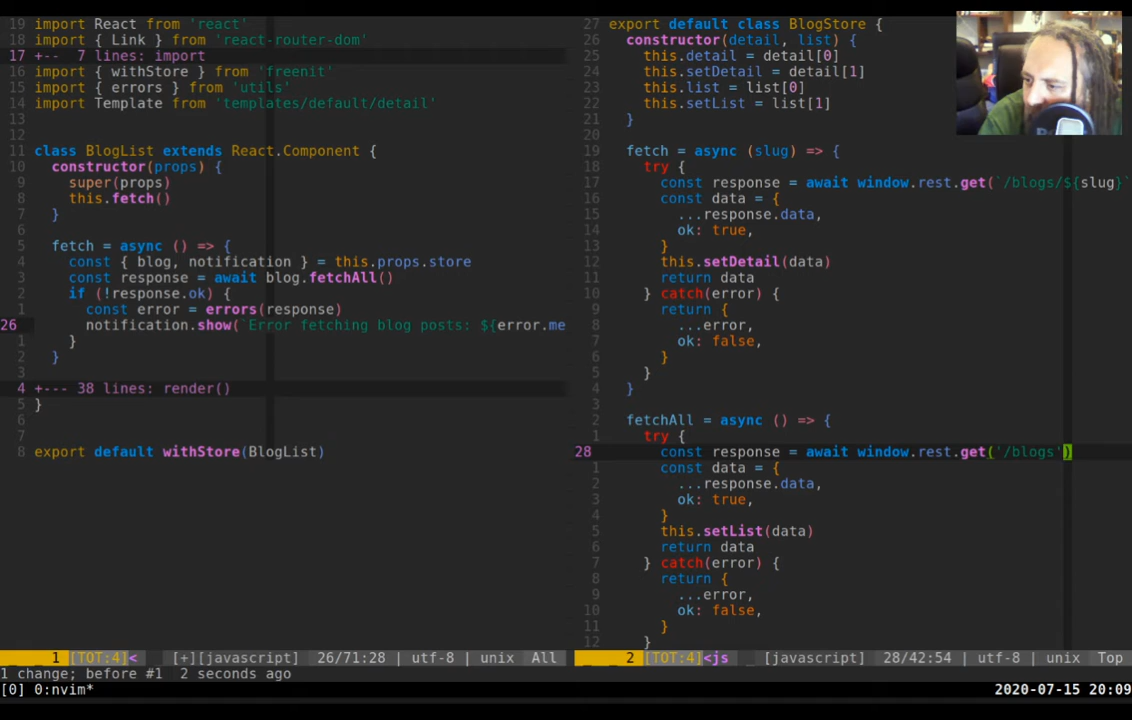 19 import React from 'react'
18 import { Link } from 'react-router-dom'
17 +--  7 lines: import
16 import { withStore } from 'freenit'
15 import { errors } from 'utils'
14 import Template from 'templates/default/detail'
13
12
11 class BlogList extends React.Component {
10   constructor(props) {
9     super(props)
8     this.fetch()
7   }
6
5   fetch = async () => {
4     const { blog, notification } = this.props.store
3     const response = await blog.fetchAll()
2     if (!response.ok) {
1       const error = errors(response)
26       notification.show(`Error fetching blog posts: ${error.me
1     }
2   }
3
4 +--- 38 lines: render()
5 }
6
7
8 export default withStore(BlogList)
27 export default class BlogStore {
26   constructor(detail, list) {
25     this.detail = detail[0]
24     this.setDetail = detail[1]
23     this.list = list[0]
22     this.setList = list[1]
21   }
20
19   fetch = async (slug) => {
18     try {
17       const response = await window.rest.get(`/blogs/${slug}`
16       const data = {
15         ...response.data,
14         ok: true,
13       }
12       this.setDetail(data)
11       return data
10     } catch(error) {
9       return {
8         ...error,
7         ok: false,
6       }
5     }
4   }
3
2   fetchAll = async () => {
1     try {
28       const response = await window.rest.get('/blogs')
1       const data = {
2         ...response.data,
3         ok: true,
4       }
5       this.setList(data)
6       return data
7     } catch(error) {
8       return {
9         ...error,
10         ok: false,
11       }
12     }
1 [TOT:4]< [+][javascript] 26/71:28 | utf-8 | unix | All
2 [TOT:4]<js _ [javascript] 28/42:54 | utf-8 | unix | Top
1 change; before #1  2 seconds ago
[0] 0:nvim* 2020-07-15 20:09